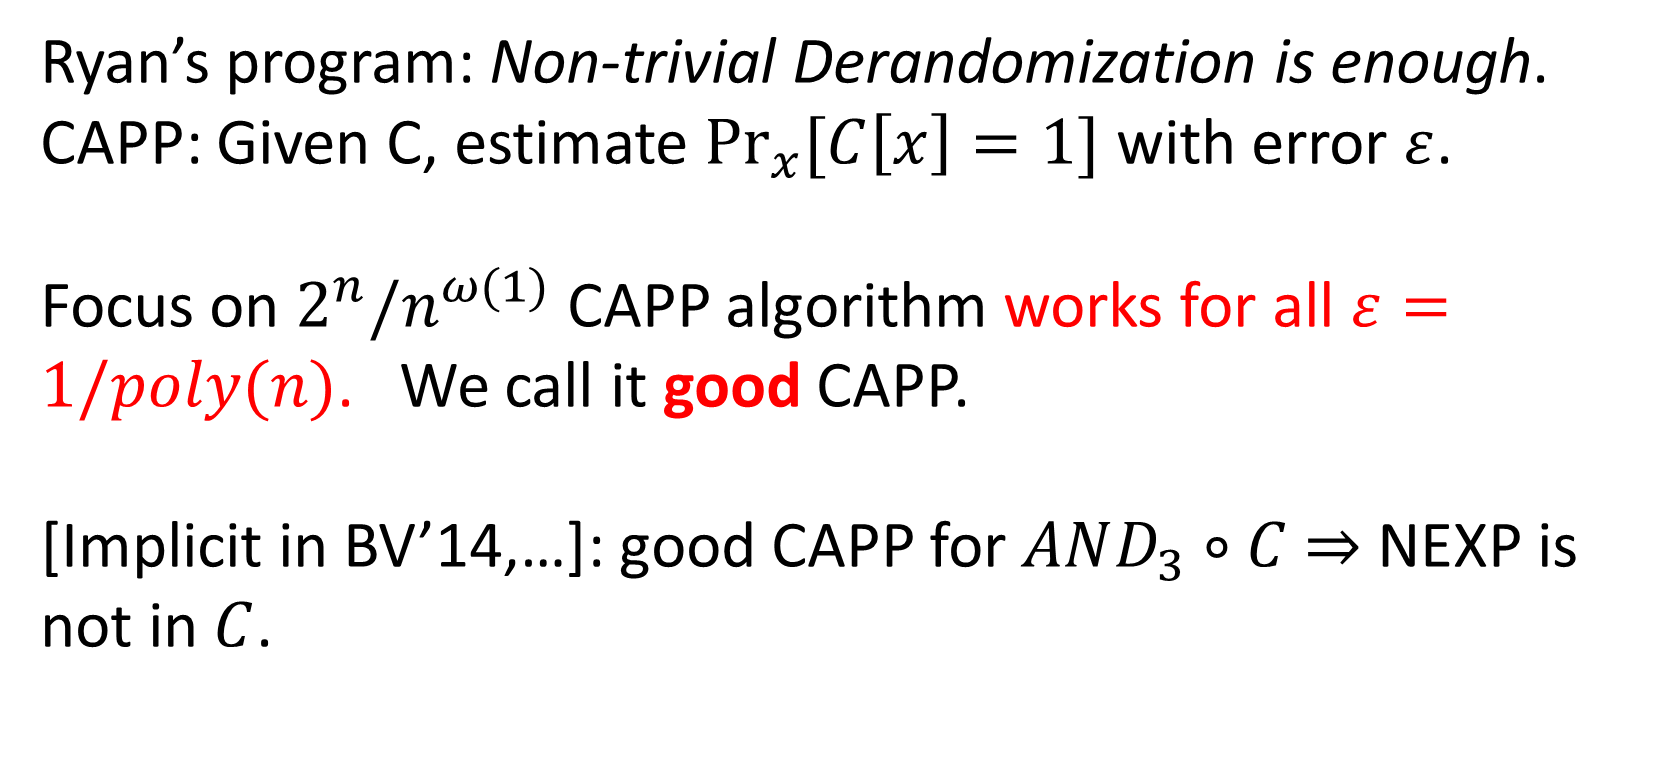 Ryan’s program: Non-trivial Derandomization is enough.
CAPP: Given C, estimate Pr_x[C[x] = 1] with error ε.
Focus on 2^n/n^{ω(1)} CAPP algorithm works for all ε =
1/poly(n). We call it good CAPP.
[Implicit in BV’14,…]: good CAPP for AND_3 ∘ C ⇒ NEXP is
not in C.